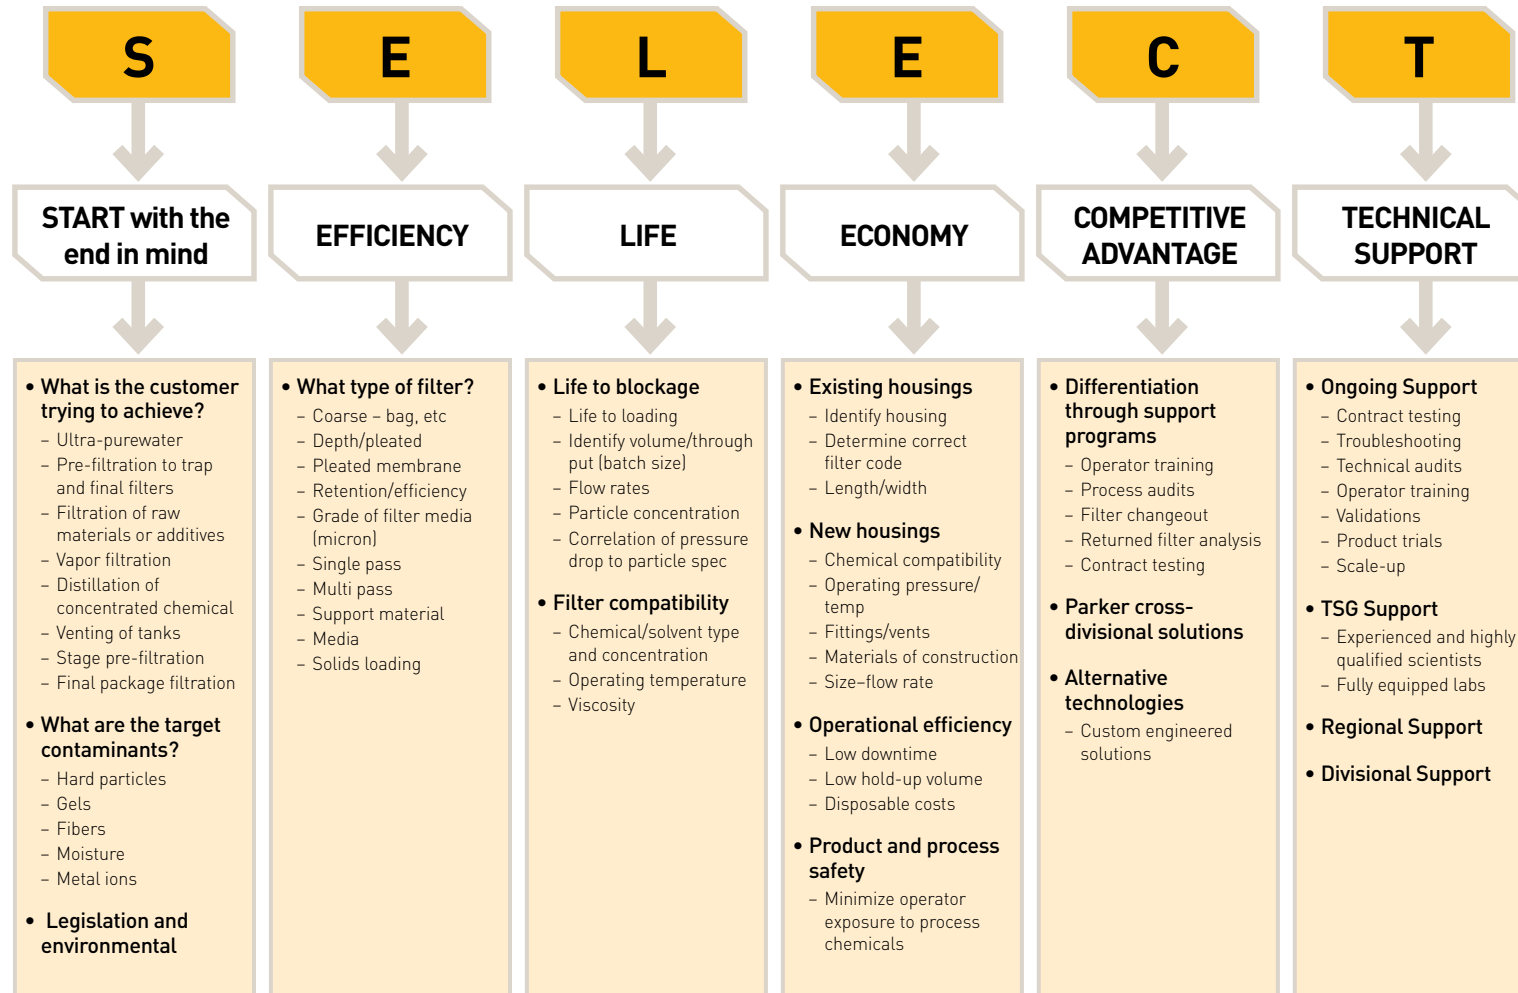 S
START with the
end in mind
• What is the customer
trying to achieve?
– Ultra-purewater
– Pre-filtration to trap
and final filters
– Filtration of raw
materials or additives
– Vapor filtration
– Distillation of
concentrated chemical
– Venting of tanks
– Stage pre-filtration
– Final package filtration
• What are the target
contaminants?
– Hard particles
– Gels
– Fibers
– Moisture
– Metal ions
• Legislation and
environmental
E
EFFICIENCY
• What type of filter?
– Coarse – bag, etc
– Depth/pleated
– Pleated membrane
– Retention/efficiency
– Grade of filter media
(micron)
– Single pass
– Multi pass
– Support material
– Media
– Solids loading
L
LIFE
• Life to blockage
– Life to loading
– Identify volume/through
put (batch size)
– Flow rates
– Particle concentration
– Correlation of pressure
drop to particle spec
• Filter compatibility
– Chemical/solvent type
and concentration
– Operating temperature
– Viscosity
E
ECONOMY
• Existing housings
– Identify housing
– Determine correct
filter code
– Length/width
• New housings
– Chemical compatibility
– Operating pressure/
temp
– Fittings/vents
– Materials of construction
– Size–flow rate
• Operational efficiency
– Low downtime
– Low hold-up volume
– Disposable costs
• Product and process
safety
– Minimize operator
exposure to process
chemicals
C
COMPETITIVE
ADVANTAGE
• Differentiation
through support
programs
– Operator training
– Process audits
– Filter changeout
– Returned filter analysis
– Contract testing
• Parker cross-
divisional solutions
• Alternative
technologies
– Custom engineered
solutions
T
TECHNICAL
SUPPORT
• Ongoing Support
– Contract testing
– Troubleshooting
– Technical audits
– Operator training
– Validations
– Product trials
– Scale-up
• TSG Support
– Experienced and highly
qualified scientists
– Fully equipped labs
• Regional Support
• Divisional Support